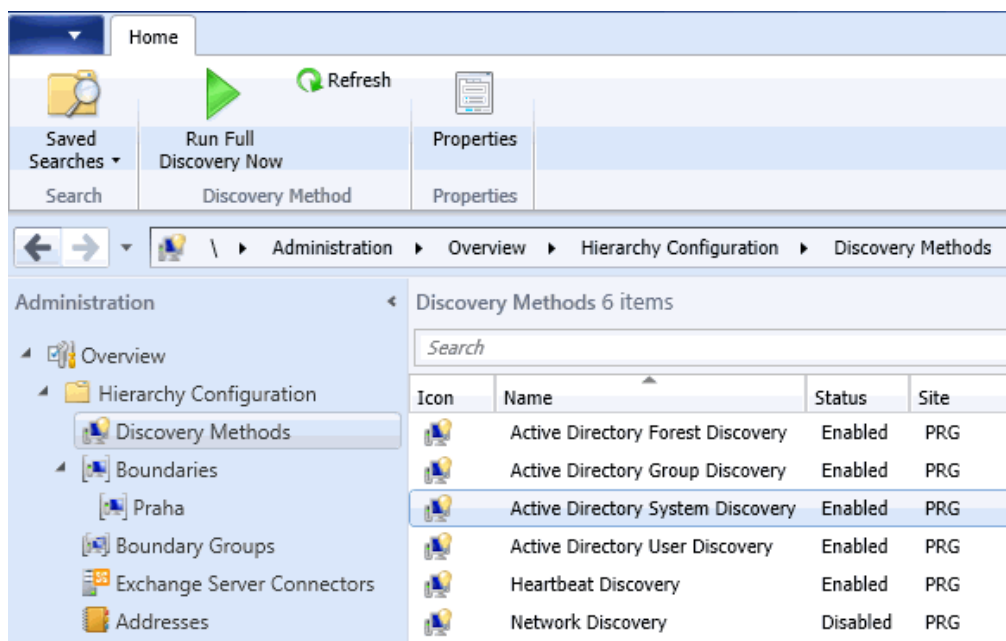 Home
Refresh
Saved Searches
Run Full Discovery Now
Properties
Search
Discovery Method
Properties
\ Administration Overview Hierarchy Configuration Discovery Methods
Administration
Discovery Methods 6 items
Overview
Search
Hierarchy Configuration
Icon Name Status Site
Discovery Methods
Active Directory Forest Discovery Enabled PRG
Boundaries
Active Directory Group Discovery Enabled PRG
Praha
Active Directory System Discovery Enabled PRG
Boundary Groups
Active Directory User Discovery Enabled PRG
Exchange Server Connectors
Heartbeat Discovery Enabled PRG
Addresses
Network Discovery Disabled PRG